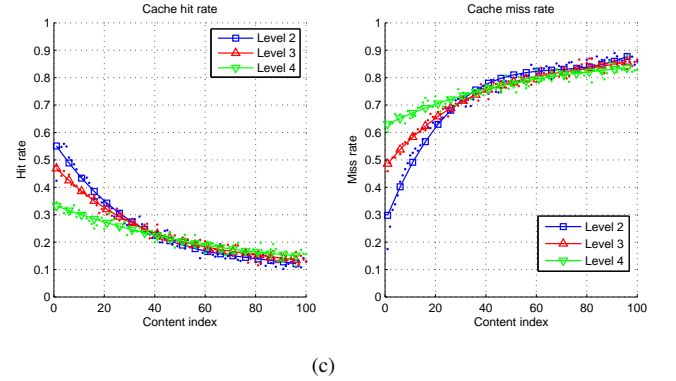 Cache hit rate
1
0.9
0.8
0.7
0.6
0.5
0.4
0.3
0.2
0.1
0
Hit rate
Level 2
Level 3
Level 4
0 20 40 60 80 100
Content index
Cache miss rate
1
0.9
0.8
0.7
0.6
0.5
0.4
0.3
0.2
0.1
0
Miss rate
Level 2
Level 3
Level 4
0 20 40 60 80 100
Content index
(c)